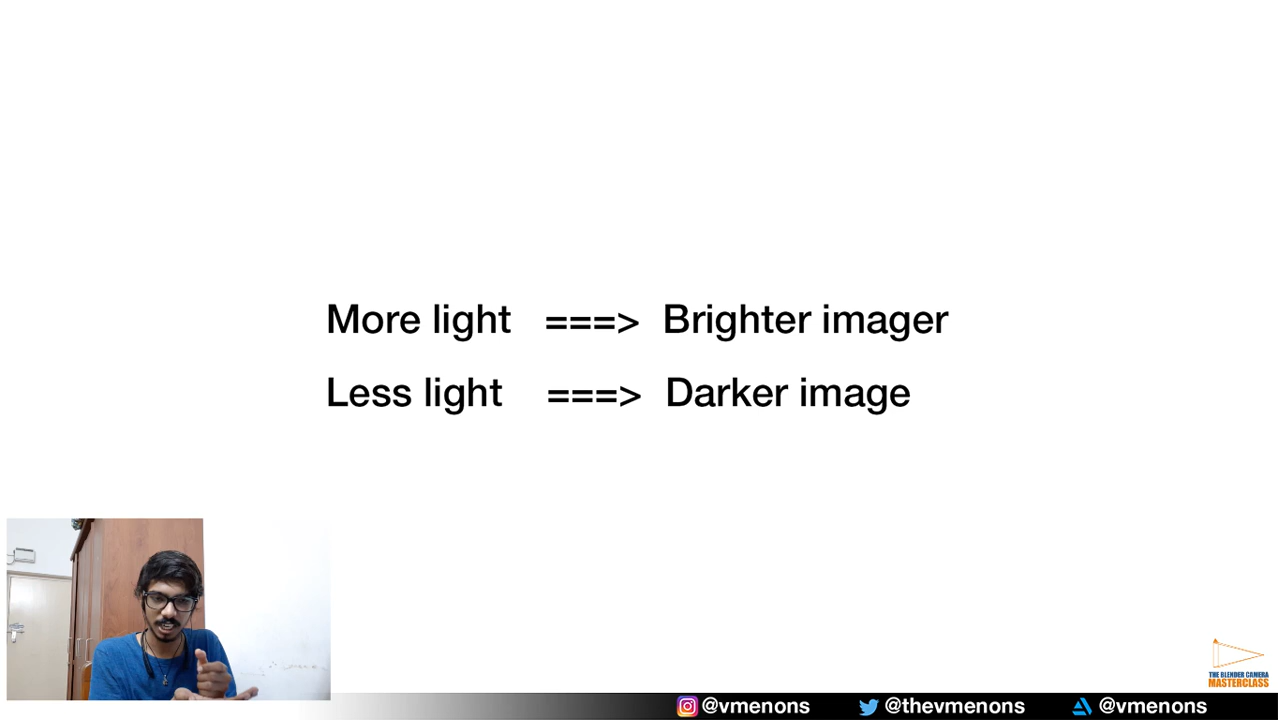 More light ===> Brighter imager
Less light ===> Darker image
THE BLENDER CAMERA
MASTERCLASS
@vmenons @thevmenons @vmenons